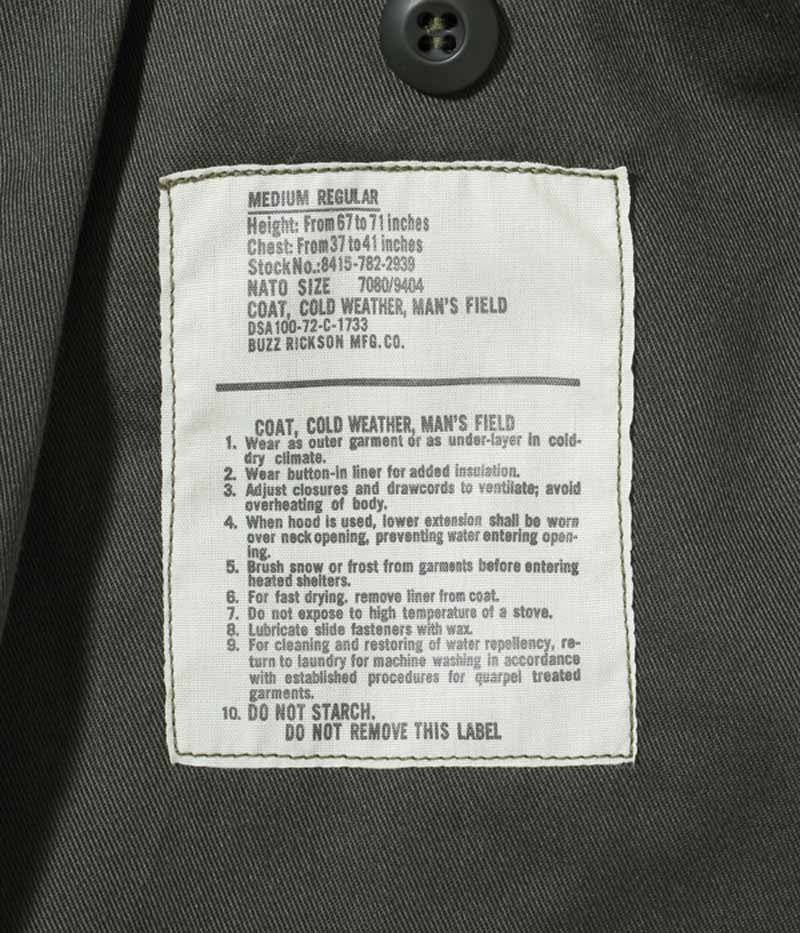 MEDIUM REGULAR
Height: From 67 to 71 inches
Chest: From 37 to 41 inches
Stock No.:8415-782-2939
NATO SIZE 7080/9404
COAT, COLD WEATHER, MAN'S FIELD
DSA100-72-C-1733
BUZZ RICKSON MFG.CO.
COAT, COLD WEATHER, MAN'S FIELD
1. Wear as outer garment or as under-layer in cold-
dry climate.
2. Wear button-in liner for added insulation.
3. Adjust closures and drawcords to ventilate; avoid
overheating of body.
4. When hood is used, lower extension shall be worn
over neck opening, preventing water entering open-
ing.
5. Brush snow or frost from garments before entering
heated shelters.
6. For fast drying, remove liner from coat.
7. Do not expose to high temperature of a stove.
8. Lubricate slide fasteners with wax.
9. For cleaning and restoring of water repellency, re-
turn to laundry for machine washing in accordance
with established procedures for quarpel treated
garments.
10. DO NOT STARCH.
DO NOT REMOVE THIS LABEL